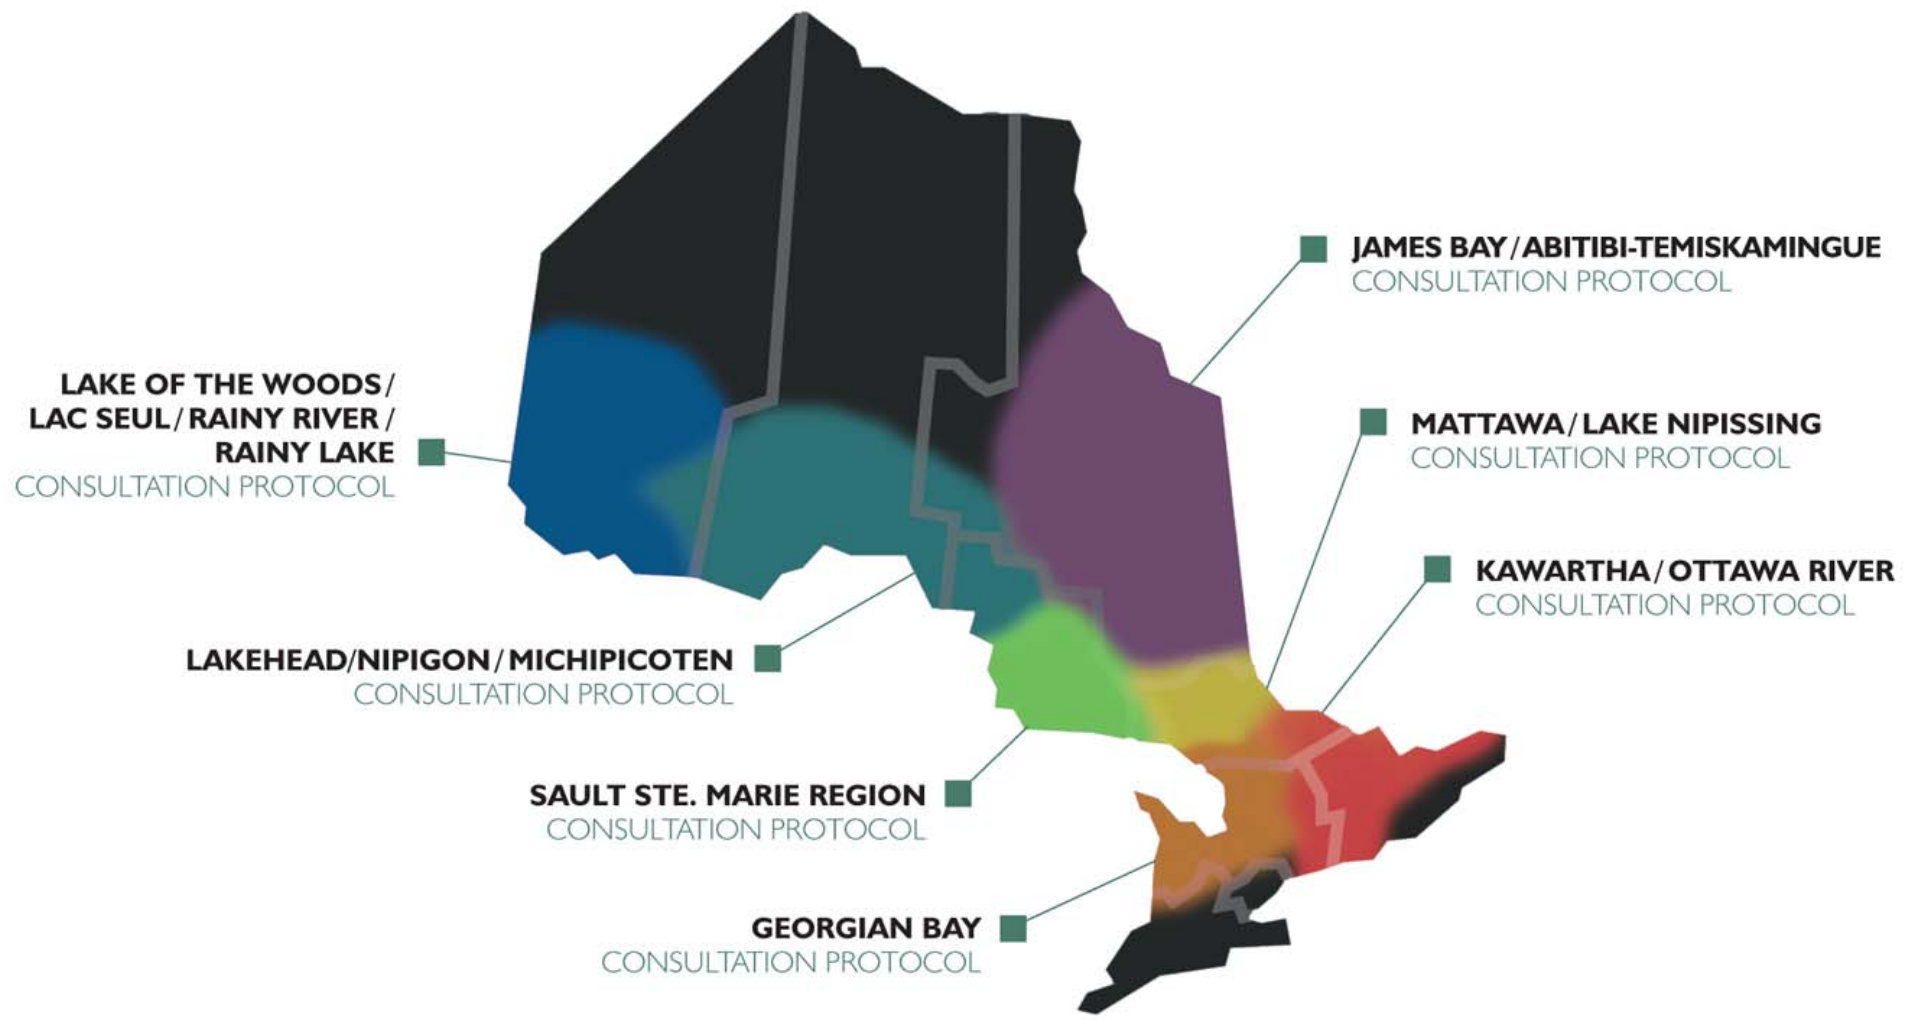 JAMES BAY/ABITIBI-TEMISKAMINGUE
CONSULTATION PROTOCOL
LAKE OF THE WOODS/
LAC SEUL/RAINY RIVER/
RAINY LAKE
CONSULTATION PROTOCOL
MATTAWA/LAKE NIPISSING
CONSULTATION PROTOCOL
KAWARTHA/OTTAWA RIVER
CONSULTATION PROTOCOL
LAKEHEAD/NIPIGON/MICHIPICOTEN
CONSULTATION PROTOCOL
SAULT STE. MARIE REGION
CONSULTATION PROTOCOL
GEORGIAN BAY
CONSULTATION PROTOCOL